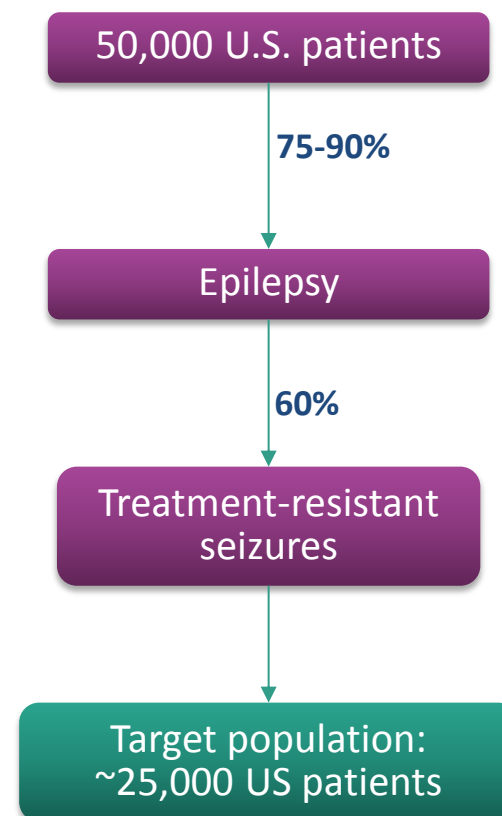 50,000 U.S. patients
75-90%
Epilepsy
60%
Treatment-resistant
seizures
Target population:
~25,000 US patients